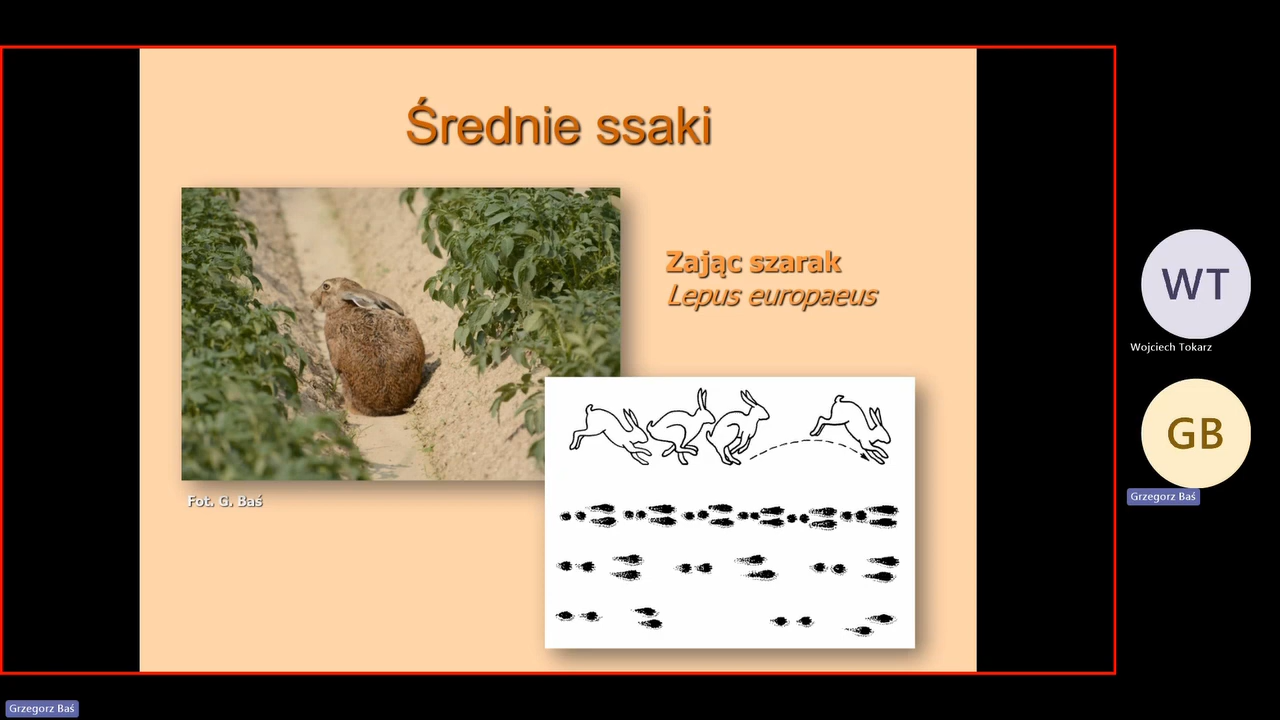 Średnie ssaki
Zając szarak
Lepus europaeus
Fot. G. Baś
WT
Wojciech Tokarz
GB
Grzegorz Baś
Grzegorz Baś